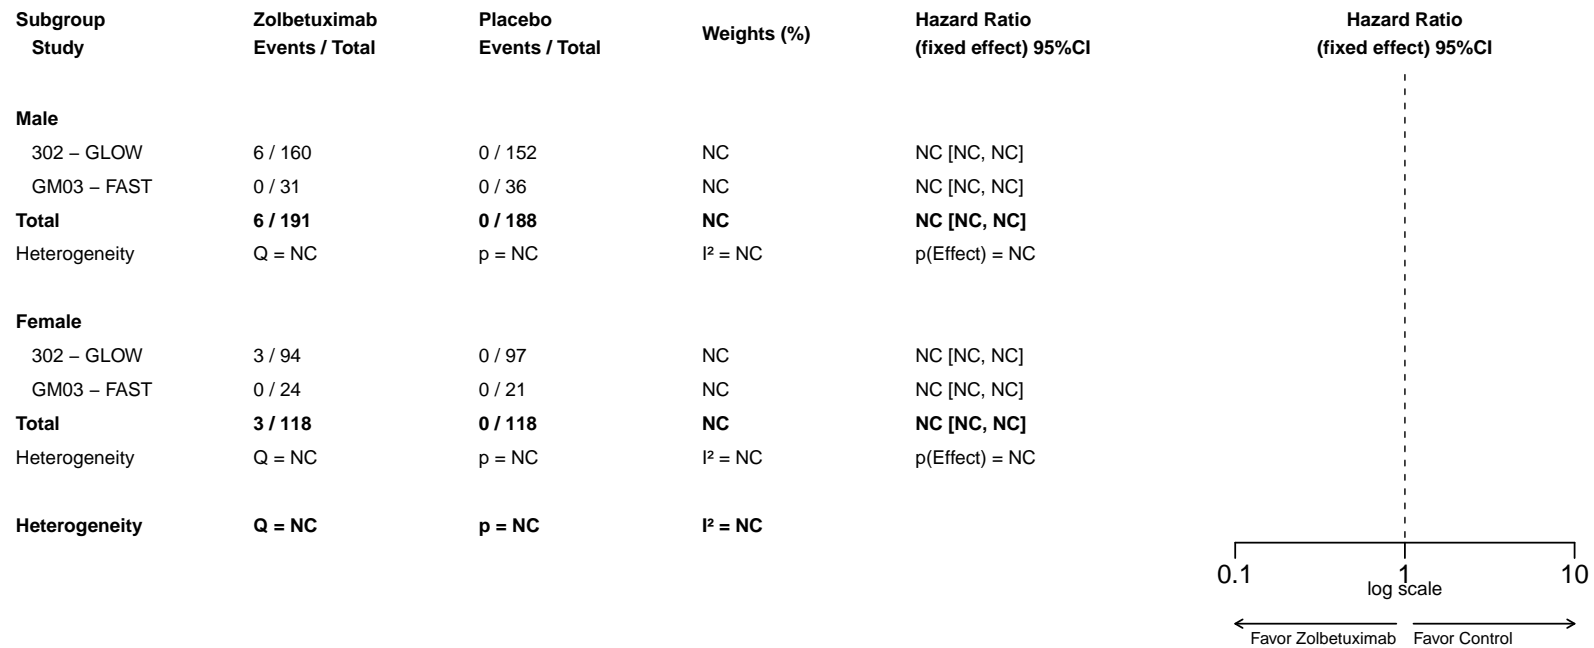 Subgroup Zolbetuximab Placebo Weights (%) Hazard Ratio Hazard Ratio
Study Events / Total Events / Total (fixed effect) 95%CI (fixed effect) 95%CI
Male
302 – GLOW 6 / 160 0 / 152 NC NC [NC, NC]
GM03 – FAST 0 / 31 0 / 36 NC NC [NC, NC]
Total 6 / 191 0 / 188 NC NC [NC, NC]
Heterogeneity Q = NC p = NC I² = NC p(Effect) = NC
Female
302 – GLOW 3 / 94 0 / 97 NC NC [NC, NC]
GM03 – FAST 0 / 24 0 / 21 NC NC [NC, NC]
Total 3 / 118 0 / 118 NC NC [NC, NC]
Heterogeneity Q = NC p = NC I² = NC p(Effect) = NC
Heterogeneity Q = NC p = NC I² = NC
0.1 1 10
log scale
Favor Zolbetuximab Favor Control